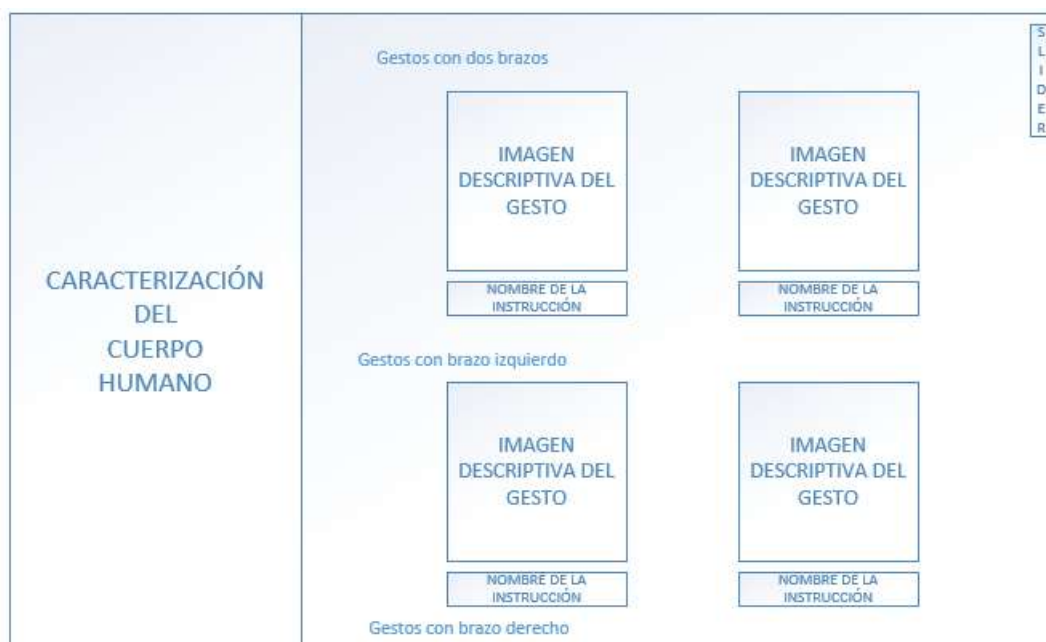 CARACTERIZACIÓN
DEL
CUERPO
HUMANO
Gestos con dos brazos
IMAGEN
DESCRIPTIVA DEL
GESTO
NOMBRE DE LA
INSTRUCCIÓN
IMAGEN
DESCRIPTIVA DEL
GESTO
NOMBRE DE LA
INSTRUCCIÓN
Gestos con brazo izquierdo
IMAGEN
DESCRIPTIVA DEL
GESTO
NOMBRE DE LA
INSTRUCCIÓN
IMAGEN
DESCRIPTIVA DEL
GESTO
NOMBRE DE LA
INSTRUCCIÓN
Gestos con brazo derecho
SLIDER